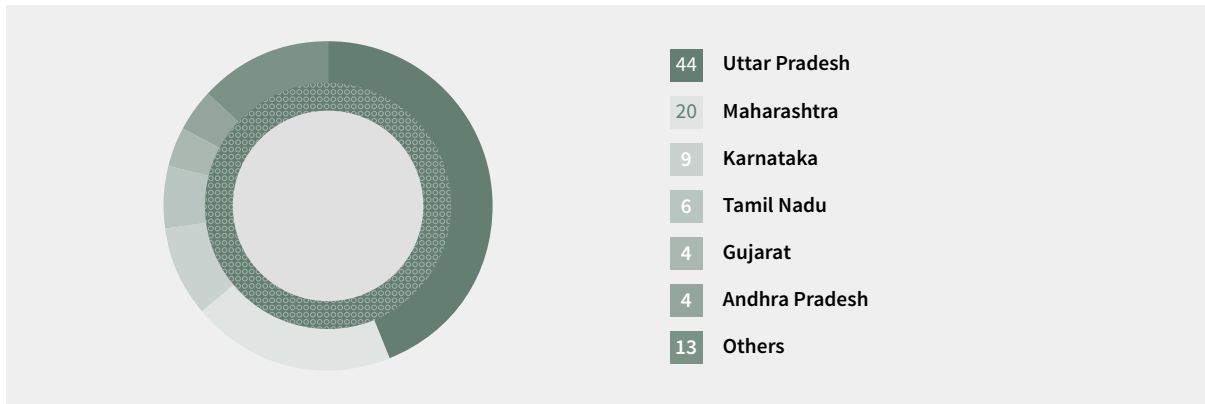 44 Uttar Pradesh
20 Maharashtra
9 Karnataka
6 Tamil Nadu
4 Gujarat
4 Andhra Pradesh
13 Others